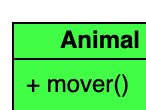 Animal
+ mover()